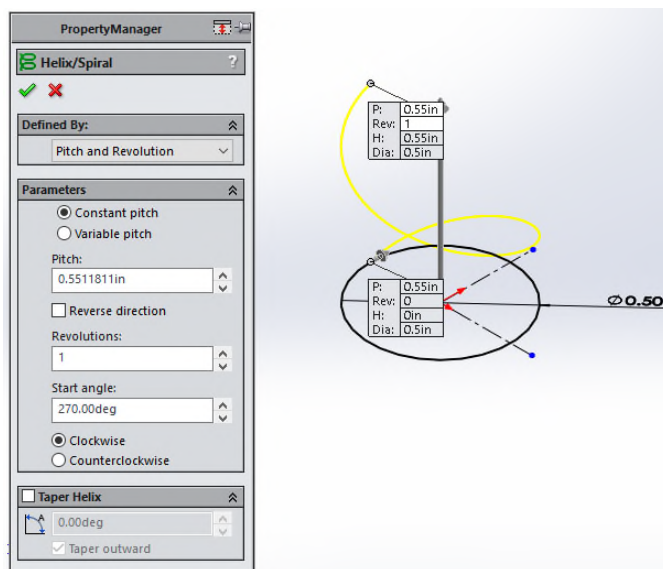 PropertyManager
Helix/Spiral
?
Defined By:
Pitch and Revolution
Parameters
Constant pitch
Variable pitch
Pitch:
0.5511811in
Reverse direction
Revolutions:
1
Start angle:
270.00deg
Clockwise
Counterclockwise
Taper Helix
A
0.00deg
Taper outward
P: 0.55in
Rev: 1
H: 0.55in
Dia: 0.5in
P: 0.55in
Rev: 0
H: 0in
Dia: 0.5in
∅0.50